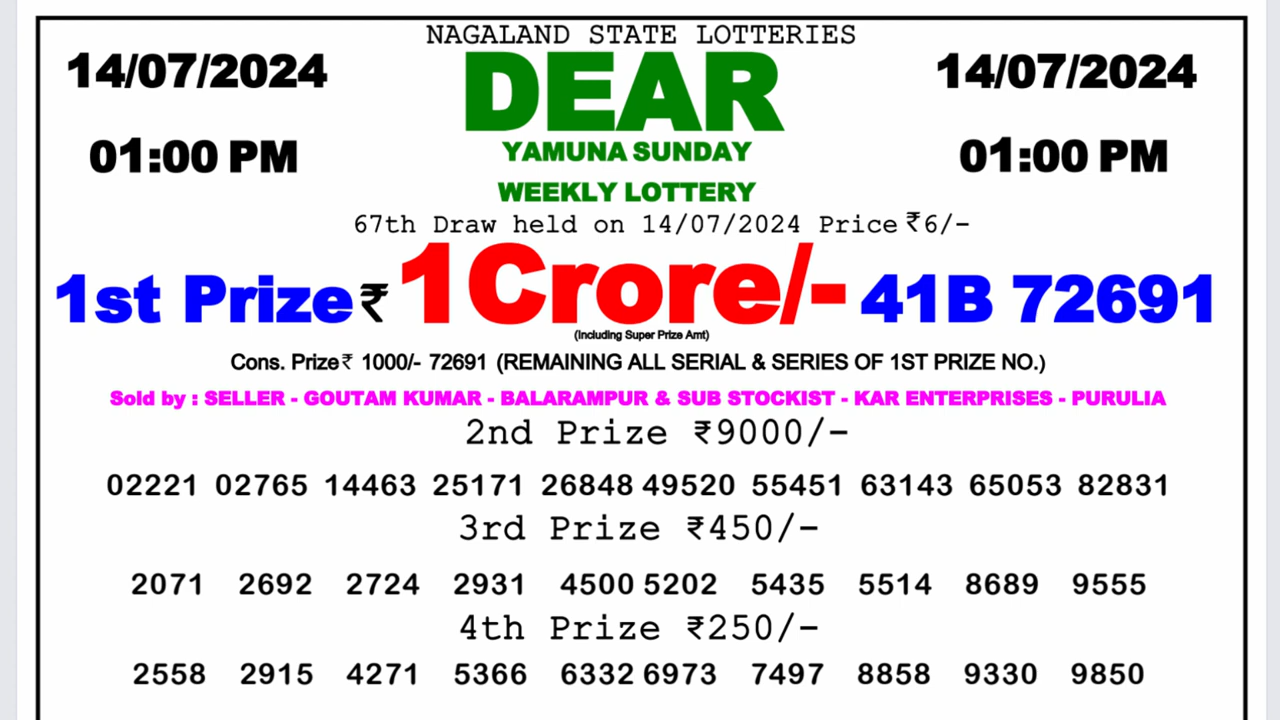 NAGALAND STATE LOTTERIES
14/07/2024 DEAR 14/07/2024
01:00 PM YAMUNA SUNDAY 01:00 PM
WEEKLY LOTTERY
67th Draw held on 14/07/2024 Price ₹6/-
1st Prize ₹ 1Crore/- 41B 72691
(Including Super Prize Amt)
Cons. Prize ₹ 1000/- 72691 (REMAINING ALL SERIAL & SERIES OF 1ST PRIZE NO.)
Sold by : SELLER - GOUTAM KUMAR - BALARAMPUR & SUB STOCKIST - KAR ENTERPRISES - PURULIA
2nd Prize ₹9000/-
02221 02765 14463 25171 26848 49520 55451 63143 65053 82831
3rd Prize ₹450/-
2071 2692 2724 2931 4500 5202 5435 5514 8689 9555
4th Prize ₹250/-
2558 2915 4271 5366 6332 6973 7497 8858 9330 9850